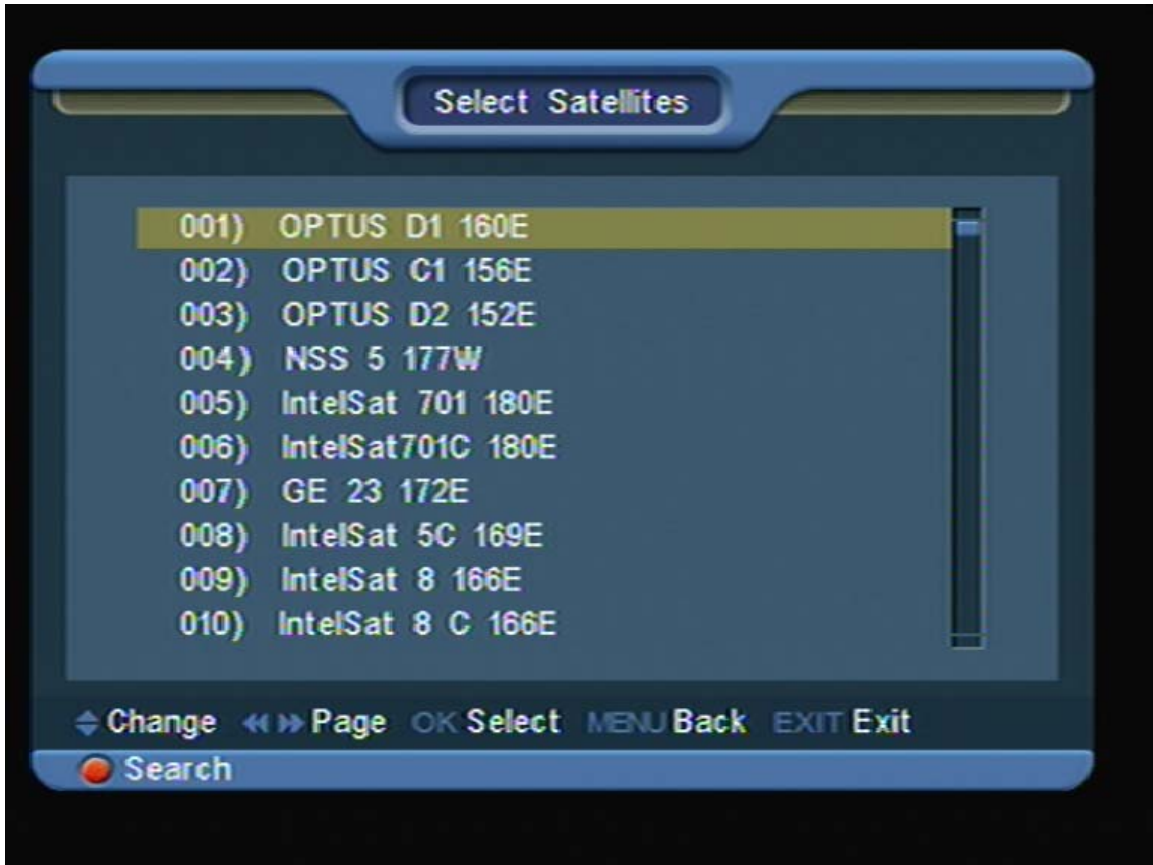 Select Satellites
001) OPTUS D1 160E
002) OPTUS C1 156E
003) OPTUS D2 152E
004) NSS 5 177W
005) IntelSat 701 180E
006) IntelSat701C 180E
007) GE 23 172E
008) IntelSat 5C 169E
009) IntelSat 8 166E
010) IntelSat 8 C 166E
Change Page OK Select MENU Back EXIT Exit
Search